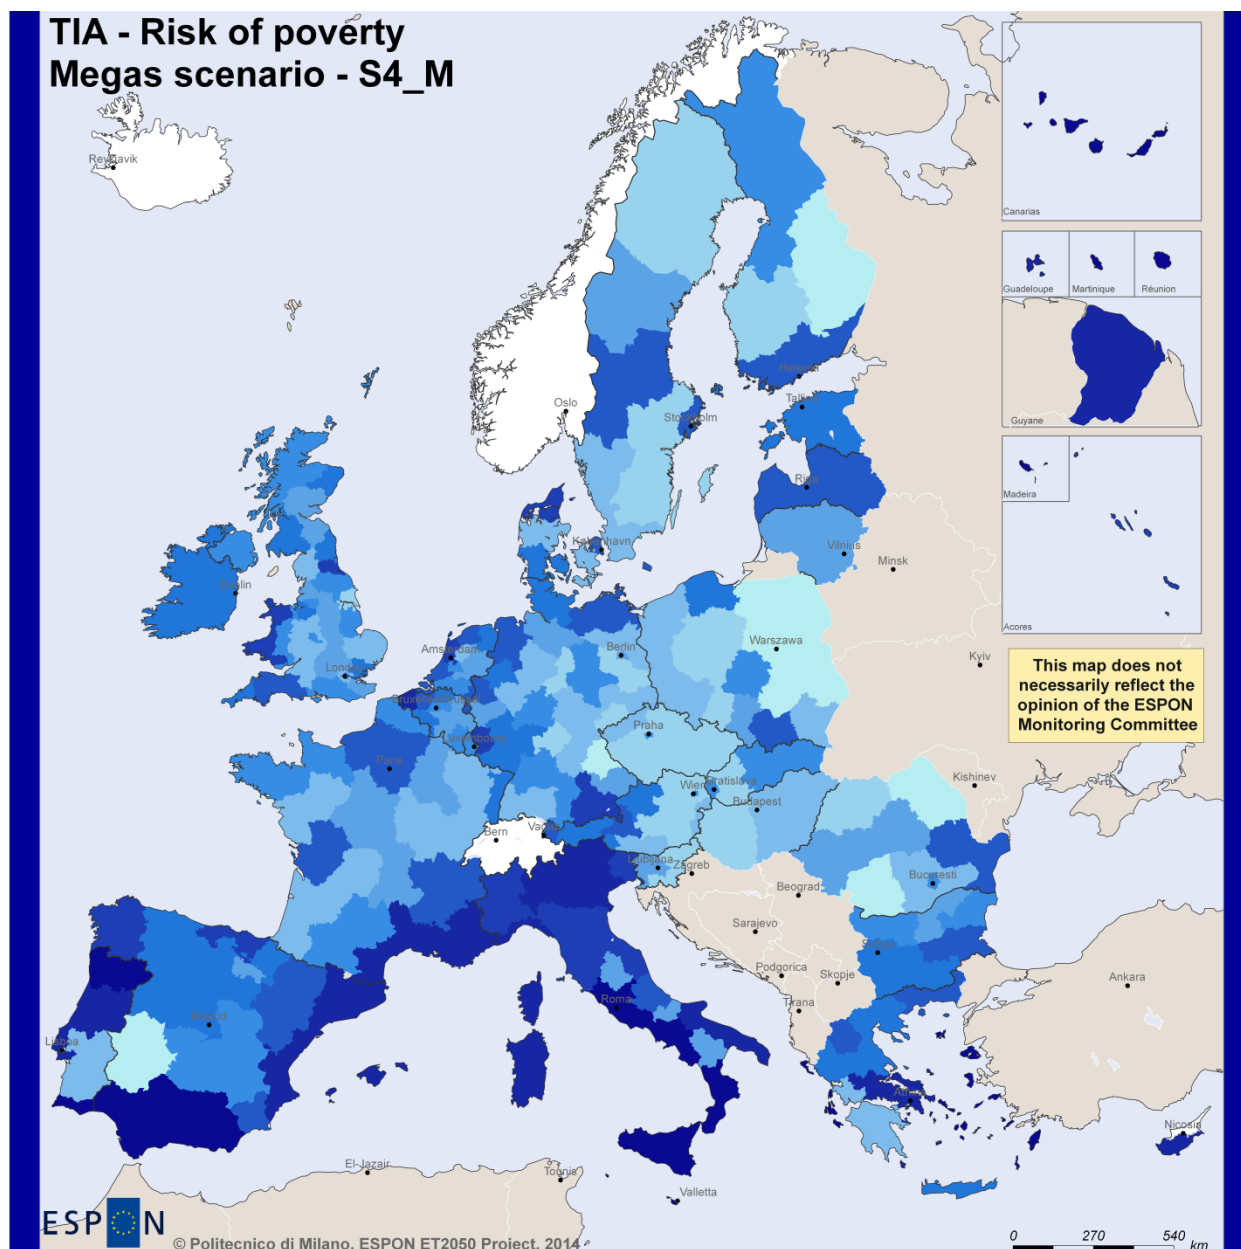 TIA - Risk of poverty
Megas scenario - S4_M
Reykjavik
Canarias
Guadeloupe
Martinique
Réunion
Guyane
Madeira
Acores
Oslo
Helsinki
Tallinn
Stockholm
Riga
København
Vilnius
Minsk
Dublin
Amsterdam
Berlin
Warszawa
London
Kyiv
This map does not
necessarily reflect the
opinion of the ESPON
Monitoring Committee
Luxembourg
Praha
Paris
Kishinev
Wien
Bratislava
Budapest
Bern
Vaduz
Ljubljana
Zagreb
Bucuresti
Beograd
Sarajevo
Sofia
Podgorica
Skopje
Ankara
Roma
Tirana
Madrid
Lisboa
Athina
Nicosia
El-Jazair
Tounis
Valletta
ESPON
© Politecnico di Milano, ESPON ET2050 Project, 2014
0 270 540
km